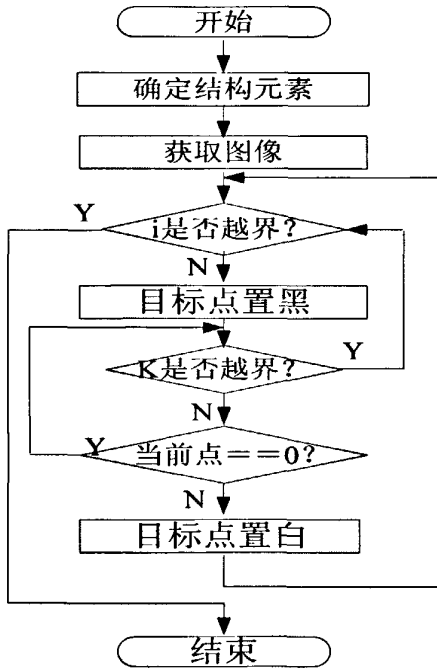 开始
确定结构元素
获取图像
Y
i是否越界?
N
目标点置黑
K是否越界?
Y
N
Y
当前点==0?
N
目标点置白
结束